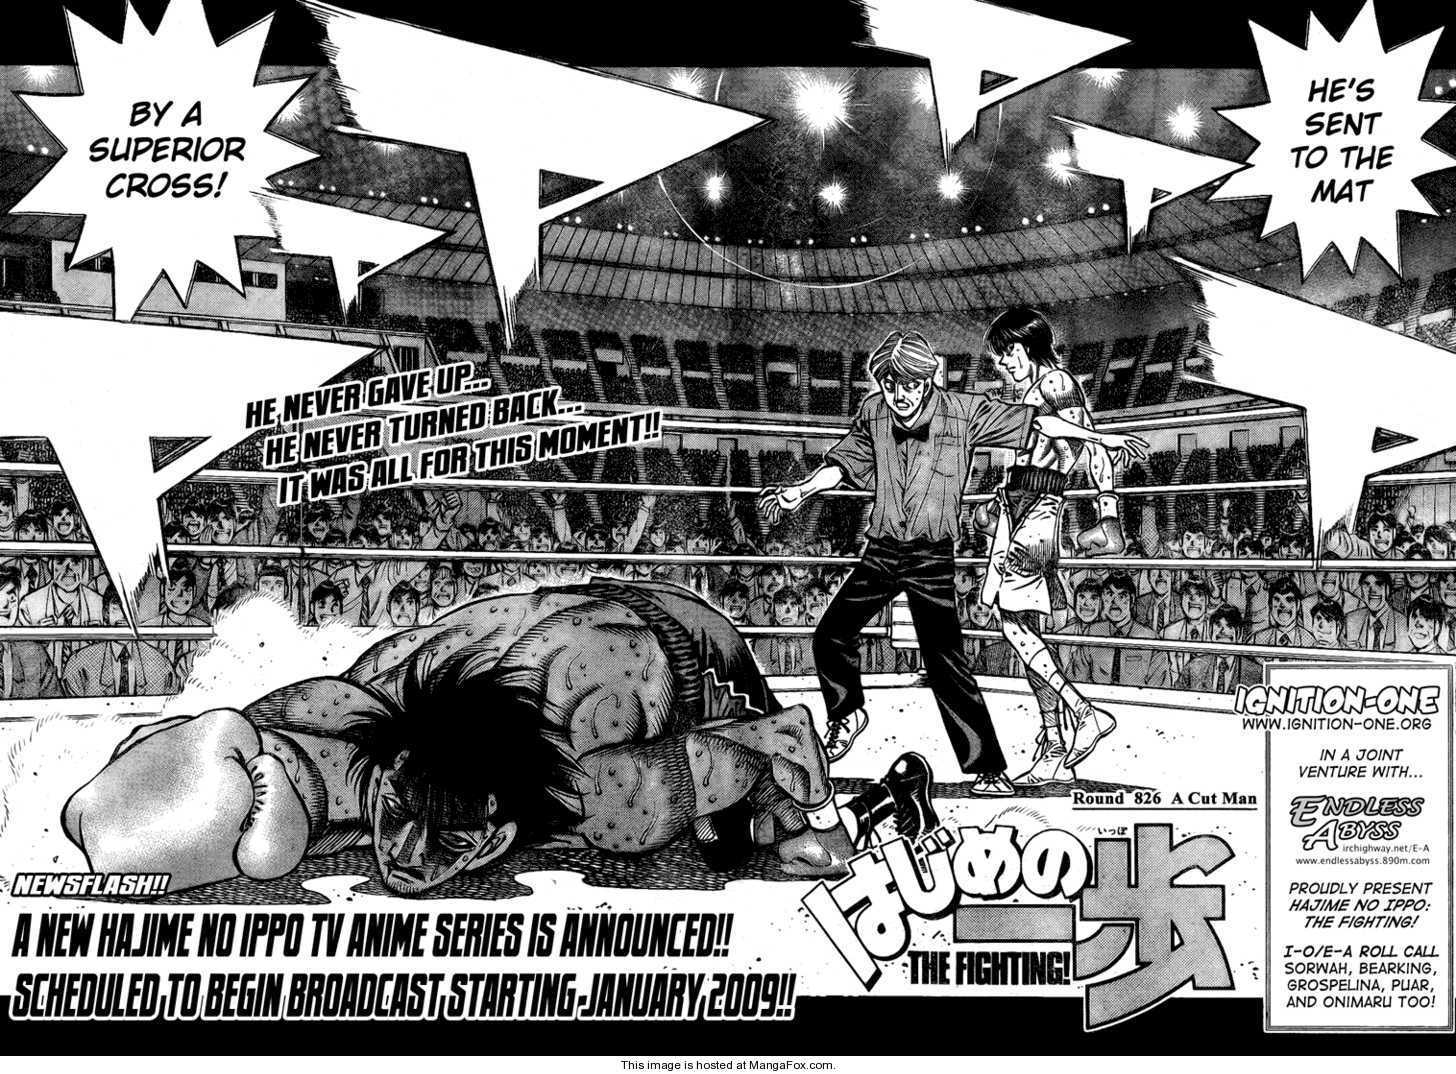 HE'S
SENT
TO THE
MAT
BY A
SUPERIOR
CROSS!
HE NEVER GAVE UP...
HE NEVER TURNED BACK...
IT WAS ALL FOR THIS MOMENT!!
Round 826 A Cut Man
はじめの
いっぽ
一歩
THE FIGHTING!
NEWSFLASH!!
A NEW HAJIME NO IPPO TV ANIME SERIES IS ANNOUNCED!!
SCHEDULED TO BEGIN BROADCAST STARTING JANUARY 2009!!
IGNITION-ONE
WWW.IGNITION-ONE.ORG
IN A JOINT
VENTURE WITH...
ENDLESS
ABYSS
irchighway.net/E-A
www.endlessabyss.890m.com
PROUDLY PRESENT
HAJIME NO IPPO:
THE FIGHTING!
I-O/E-A ROLL CALL
SORWAH, BEARKING,
GROSPELINA, PUAR,
AND ONIMARU TOO!
This image is hosted at MangaFox.com.